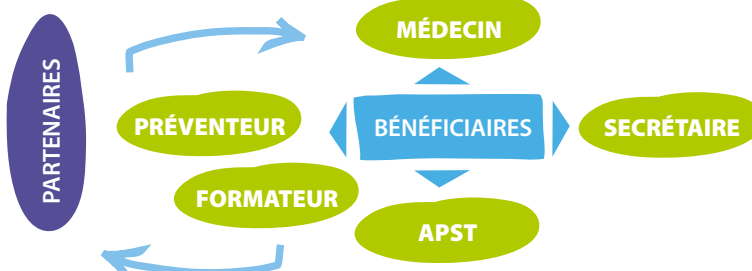 PARTENAIRES
MÉDECIN
PRÉVENTEUR
BÉNÉFICIAIRES
SECRÉTAIRE
FORMATEUR
APST